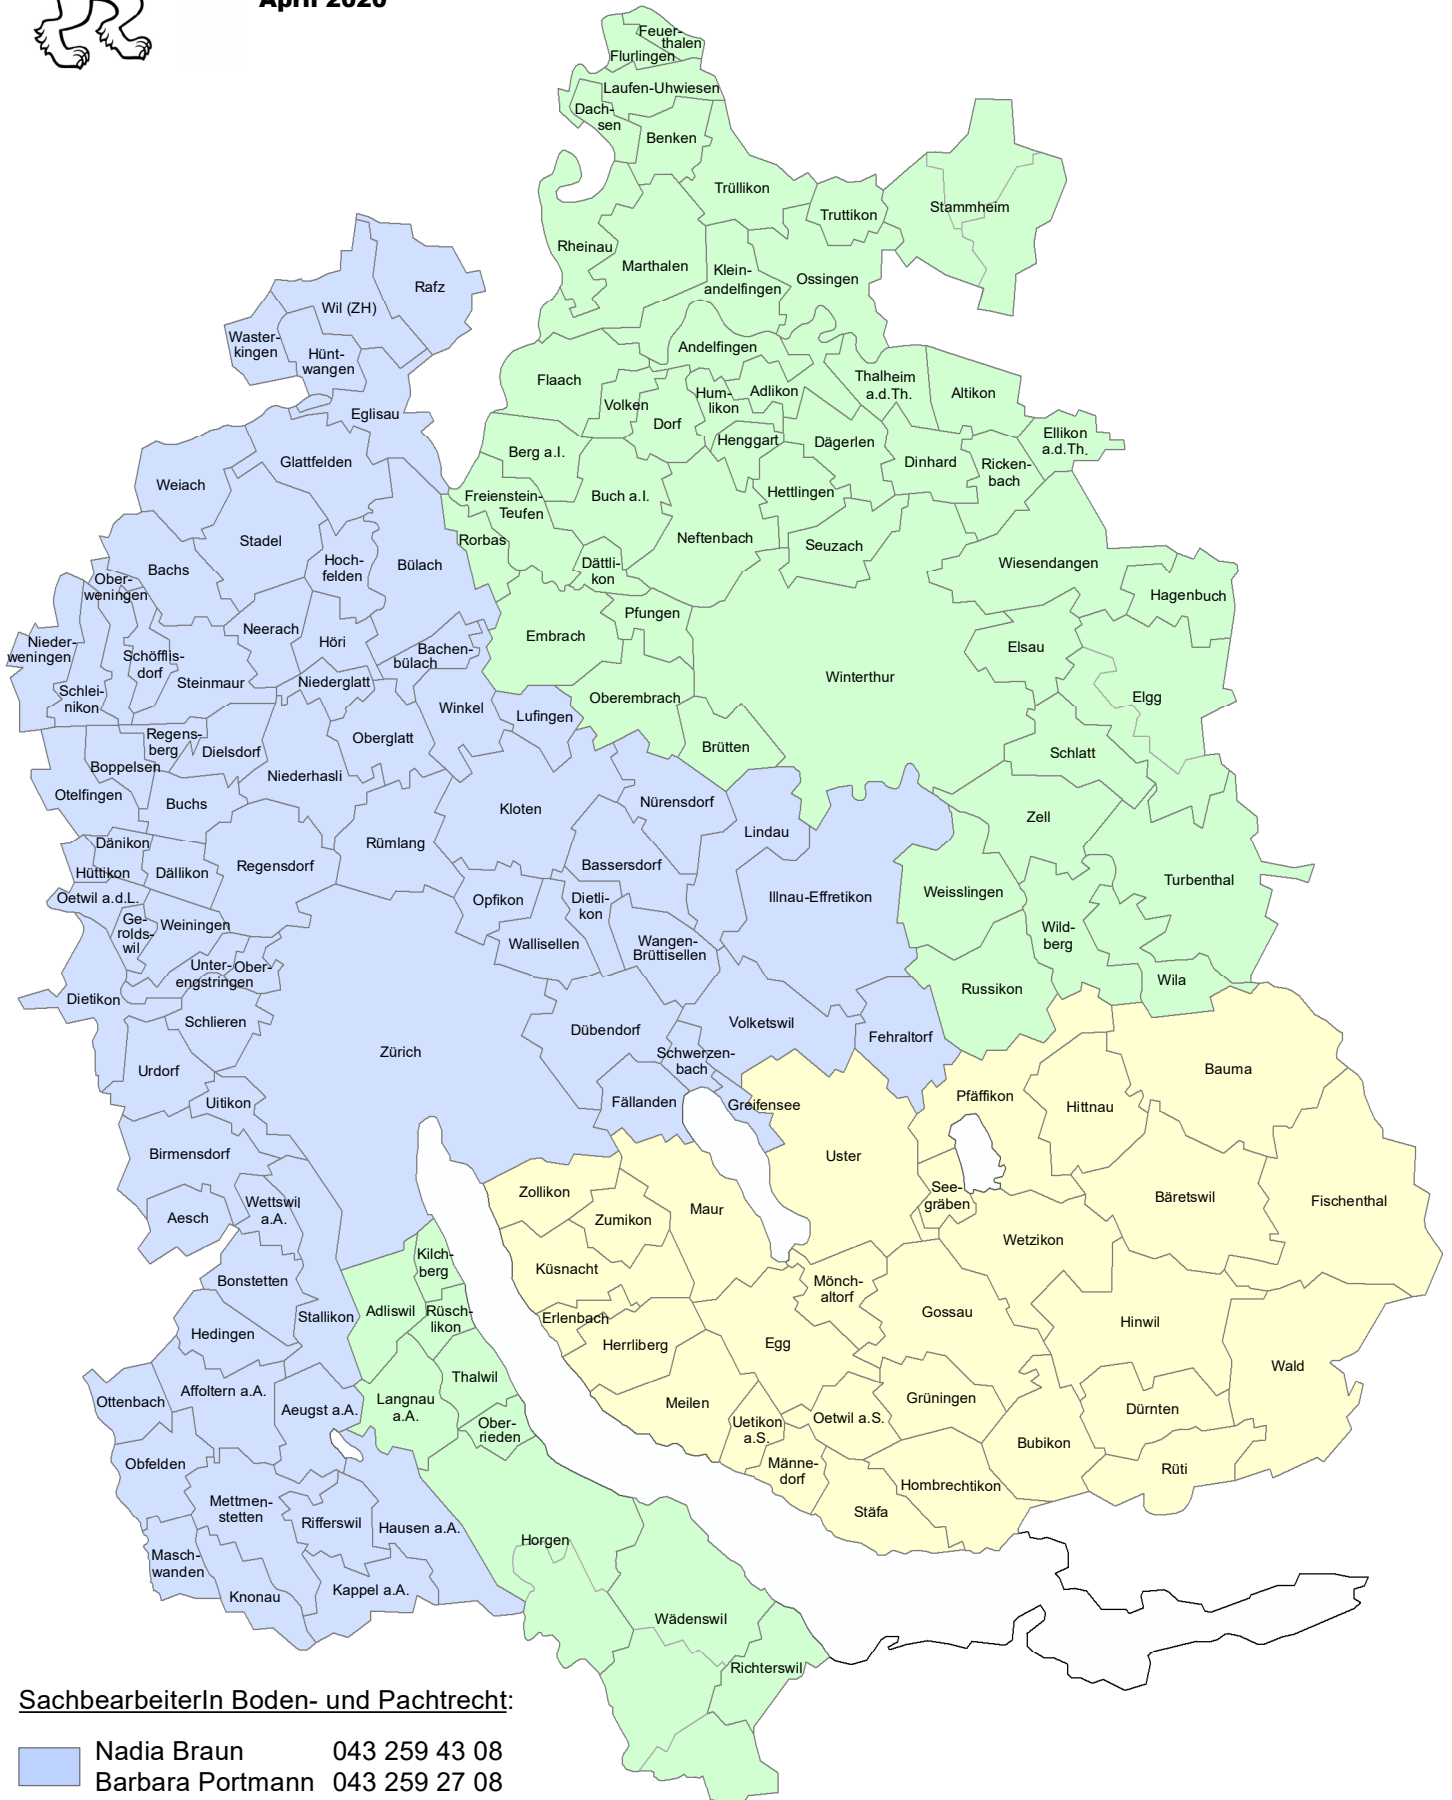 April 2020
Feuer-
thalen
Flurlingen
Laufen-Uhwiesen
Dach-
sen
Benken
Trüllikon
Truttikon
Stammheim
Rheinau
Marthalen
Klein-
andelfingen
Ossingen
Rafz
Wil (ZH)
Waster-
kingen
Hünt-
wangen
Eglisau
Andelfingen
Flaach
Volken
Dorf
Hum-
likon
Adlikon
Thalheim
a.d.Th.
Altikon
Henggart
Dägerlen
Dinhard
Ricken-
bach
Ellikon
a.d.Th.
Berg a.I.
Buch a.I.
Hettlingen
Glattfelden
Weiach
Freienstein-
Teufen
Rorbas
Neftenbach
Seuzach
Dättli-
kon
Wiesendangen
Hagenbuch
Stadel
Hoch-
felden
Bülach
Bachs
Ober-
weningen
Pfungen
Embrach
Neerach
Höri
Bachen-
bülach
Nieder-
weningen
Schöfflis-
dorf
Steinmaur
Niederglatt
Schlei-
nikon
Winkel
Lufingen
Oberembrach
Winterthur
Elsau
Elgg
Schlatt
Brütten
Regens-
berg
Dielsdorf
Oberglatt
Boppelsen
Niederhasli
Otelfingen
Buchs
Kloten
Nürensdorf
Lindau
Zell
Dänikon
Hüttikon
Dällikon
Regensdorf
Rümlang
Bassersdorf
Illnau-Effretikon
Weisslingen
Turbenthal
Oetwil a.d.L.
Ge-
rolds-
wil
Weiningen
Opfikon
Dietli-
kon
Wallisellen
Wangen-
Brüttisellen
Wild-
berg
Wila
Unter-
engstringen
Ober-
Dietikon
Schlieren
Russikon
Dübendorf
Volketswil
Fehraltorf
Zürich
Schwerzen-
bach
Urdorf
Uitikon
Fällanden
Greifensee
Pfäffikon
Hittnau
Bauma
Birmensdorf
Uster
Zollikon
Maur
See-
gräben
Bäretswil
Fischenthal
Aesch
Wettswil
a.A.
Zumikon
Wetzikon
Kilch-
berg
Küsnacht
Bonstetten
Mönch-
altorf
Gossau
Hinwil
Adliswil
Rüsch-
likon
Stallikon
Erlenbach
Herrliberg
Egg
Hedingen
Wald
Thalwil
Affoltern a.A.
Ottenbach
Aeugst a.A.
Langnau
a.A.
Meilen
Grüningen
Dürnten
Ober-
rieden
Uetikon
a.S.
Oetwil a.S.
Bubikon
Obfelden
Männe-
dorf
Hombrechtikon
Rüti
Mettmen-
stetten
Rifferswil
Hausen a.A.
Stäfa
Horgen
Masch-
wanden
Knonau
Kappel a.A.
Wädenswil
Richterswil
SachbearbeiterIn Boden- und Pachtrecht:
Nadia Braun 043 259 43 08
Barbara Portmann 043 259 27 08